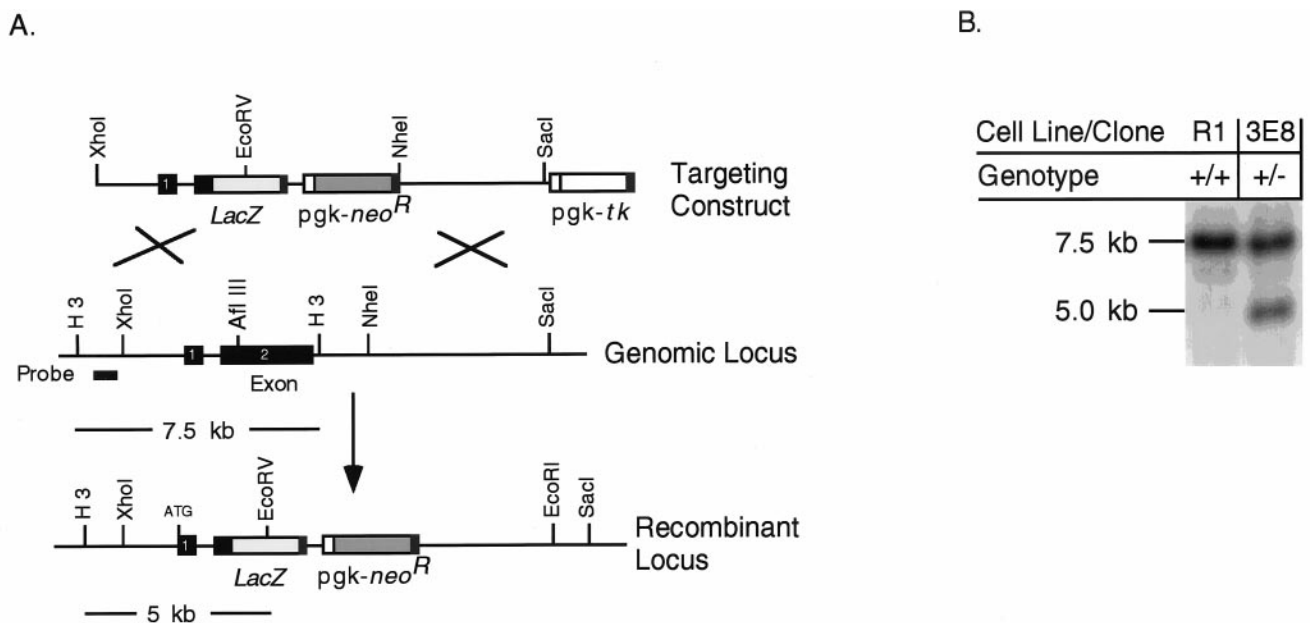 A.
XhoI
EcoRV
NheI
SacI
1
LacZ
pgk-neoR
pgk-tk
Targeting
Construct
H 3
XhoI
Afl III
H 3
NheI
SacI
1
2
Genomic Locus
Probe
Exon
7.5 kb
H 3
XhoI
ATG
EcoRV
EcoRI
SacI
1
LacZ
pgk-neoR
Recombinant
Locus
5 kb
B.
Cell Line/Clone R1 3E8
Genotype +/+ +/-
7.5 kb
5.0 kb